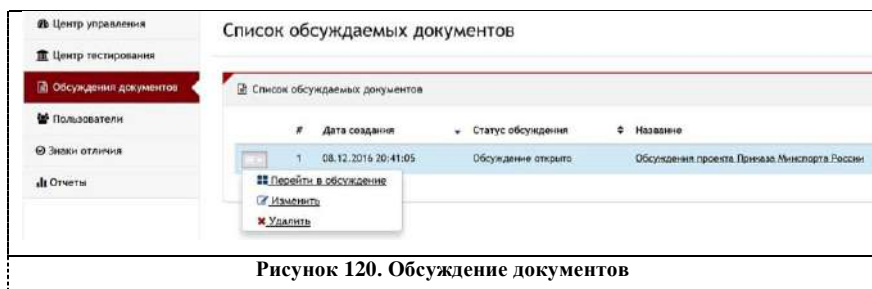 Центр управления
Список обсуждаемых документов
Центр тестирования
Обсуждения документов
Список обсуждаемых документов
Пользователи
# Дата создания Статус обсуждения Название
Знаки отличия
1 08.12.2016 20:41:05 Обсуждение открыто Обсуждения проекта Приказа Минспорта России
Отчеты
Перейти в обсуждение
Изменить
Удалить
Рисунок 120. Обсуждение документов